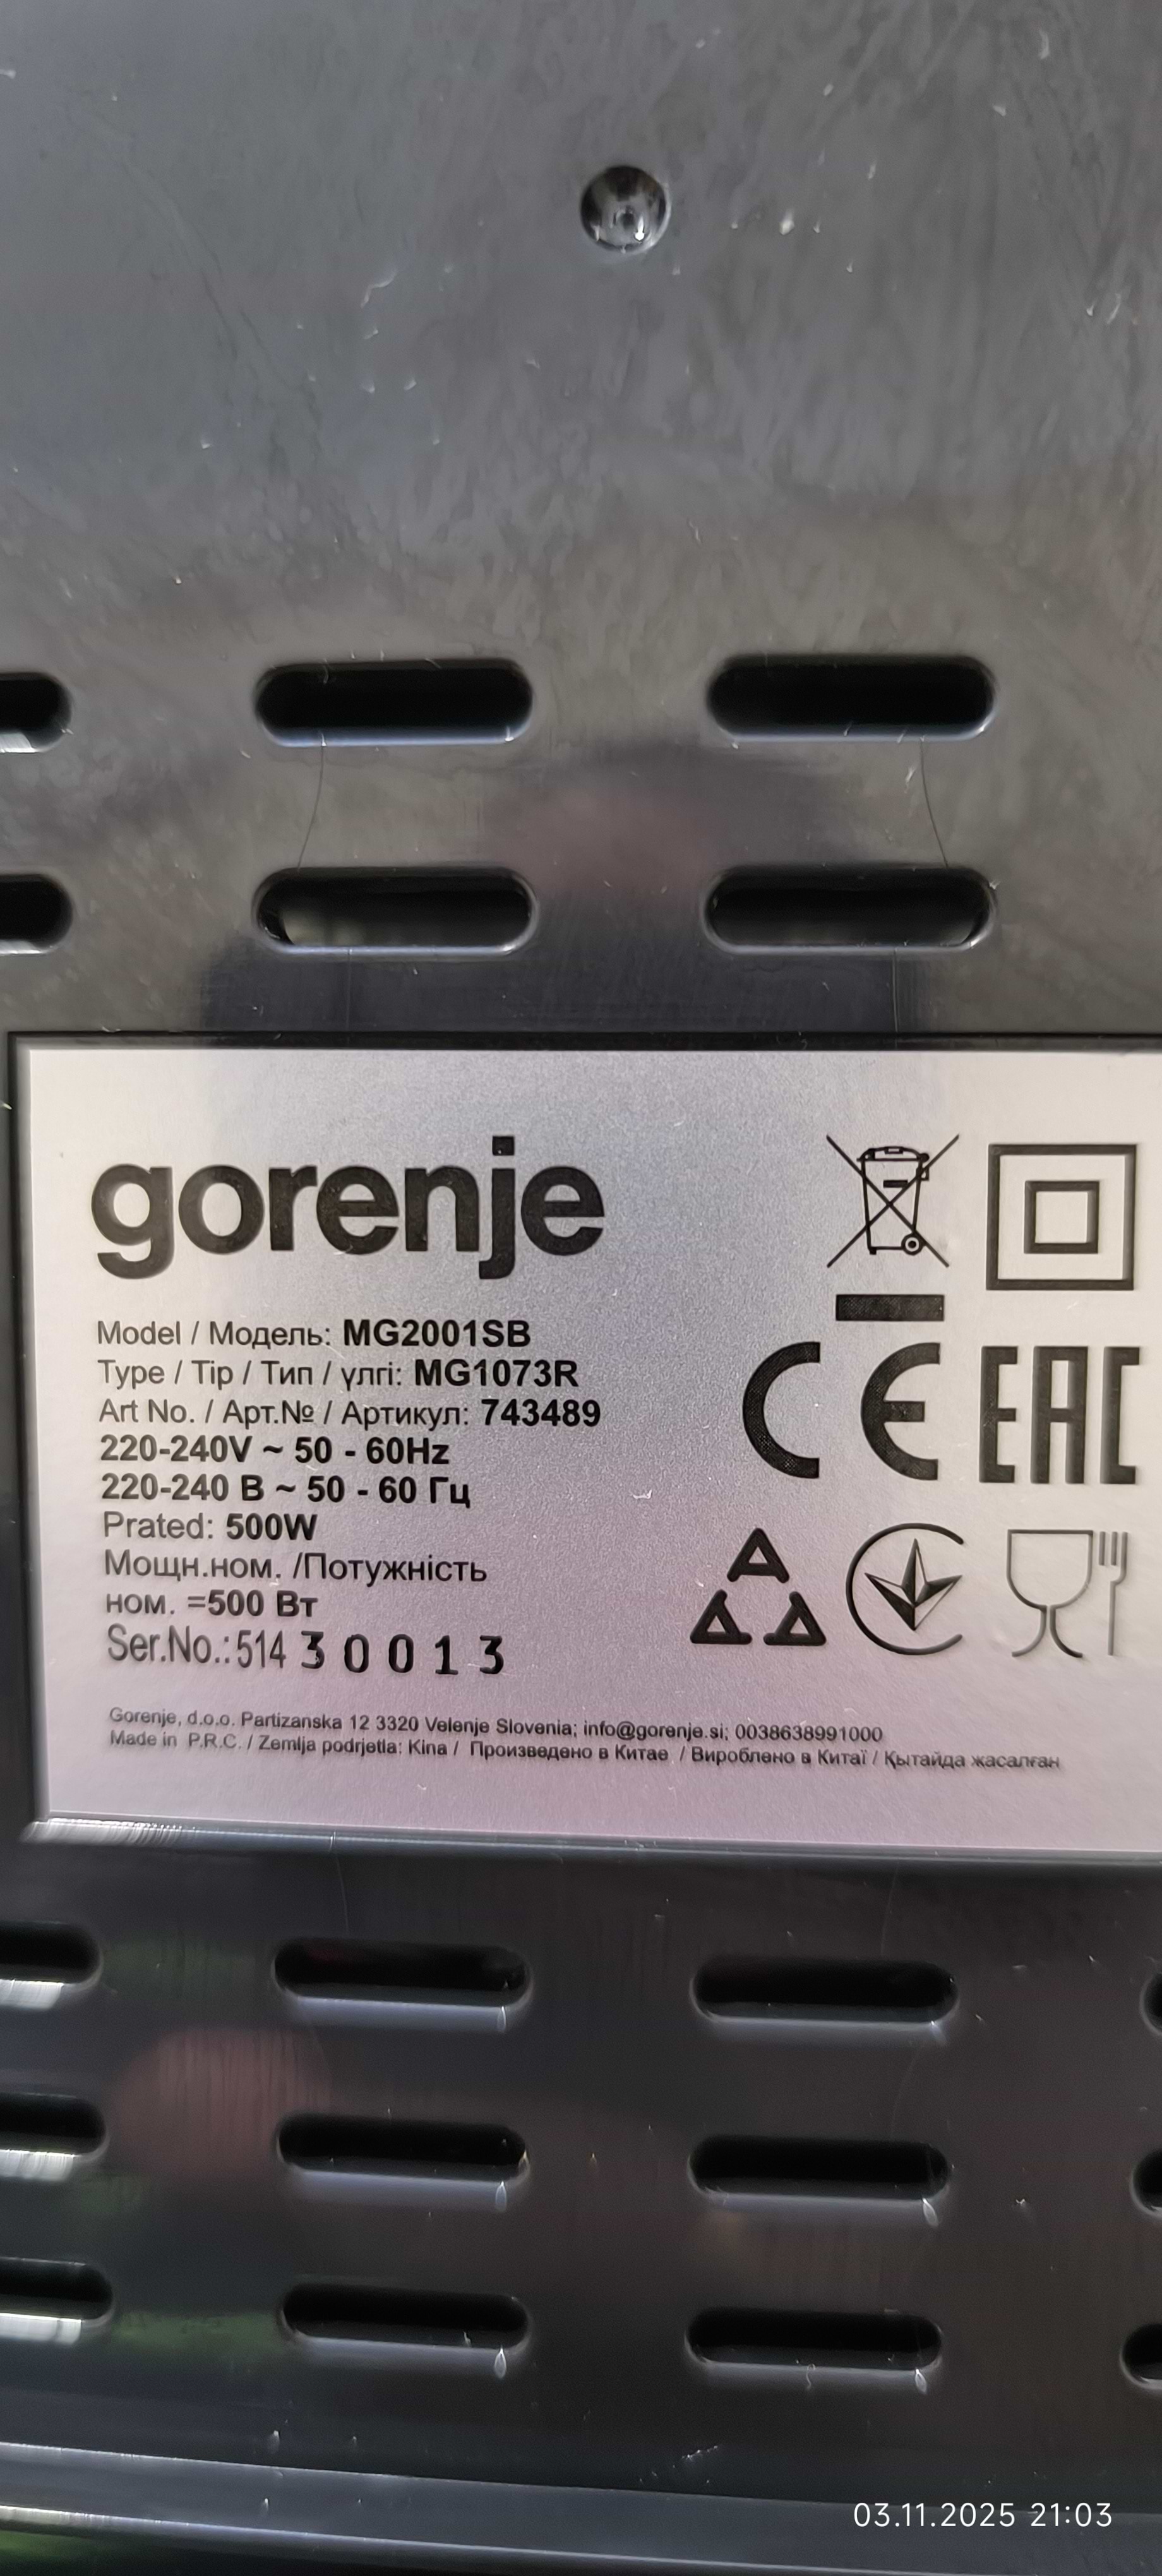 gorenje
Model / Модель: MG2001SB
Type / Tip / Тип / үлгі: MG1073R
Art No. / Арт.№ / Артикул: 743489
220-240V ~ 50 - 60Hz
220-240 В ~ 50 - 60 Гц
Prated: 500W
Мощн.ном. /Потужність
ном. =500 Вт
Ser.No.: 514 30013
CE EAC
Gorenje, d.o.o. Partizanska 12 3320 Velenje Slovenia; info@gorenje.si; 0038638991000
Made in P.R.C. / Zemlja podrjetla: Kina / Произведено в Китае / Вироблено в Китаї / Қытайда жасалған
03.11.2025 21:03